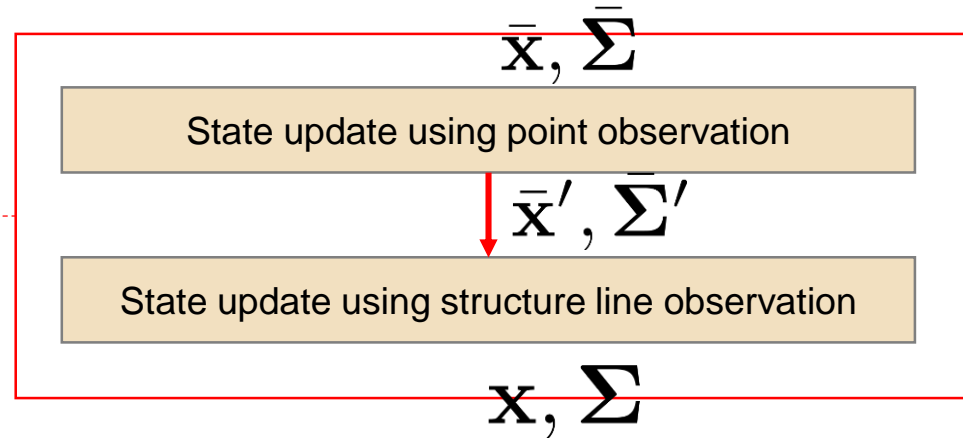 x̄, Σ̄
State update using point observation
x̄′, Σ̄′
State update using structure line observation
x, Σ